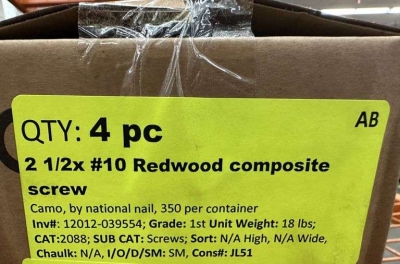 QTY: 4 pc
AB
2 1/2x #10 Redwood composite
screw
Camo, by national nail, 350 per container
Inv#: 12012-039554; Grade: 1st Unit Weight: 18 lbs;
CAT:2088; SUB CAT: Screws; Sort: N/A High, N/A Wide,
Chaulk: N/A, I/O/D/SM: SM, Cons#: JL51